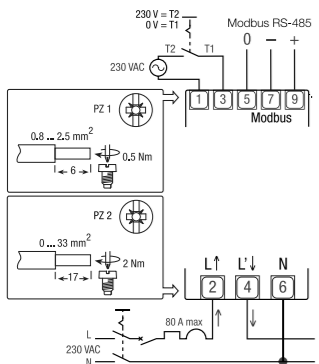 230 V = T2
0 V = T1
Modbus RS-485
T2 T1
0 − +
230 VAC
1 3 5 7 9
Modbus
PZ 1
0.8 .. 2.5 mm²
6
0.5 Nm
PZ 2
0 ... 33 mm²
17
2 Nm
L↑ L'↓ N
2 4 6
80 A max
L
230 VAC
N